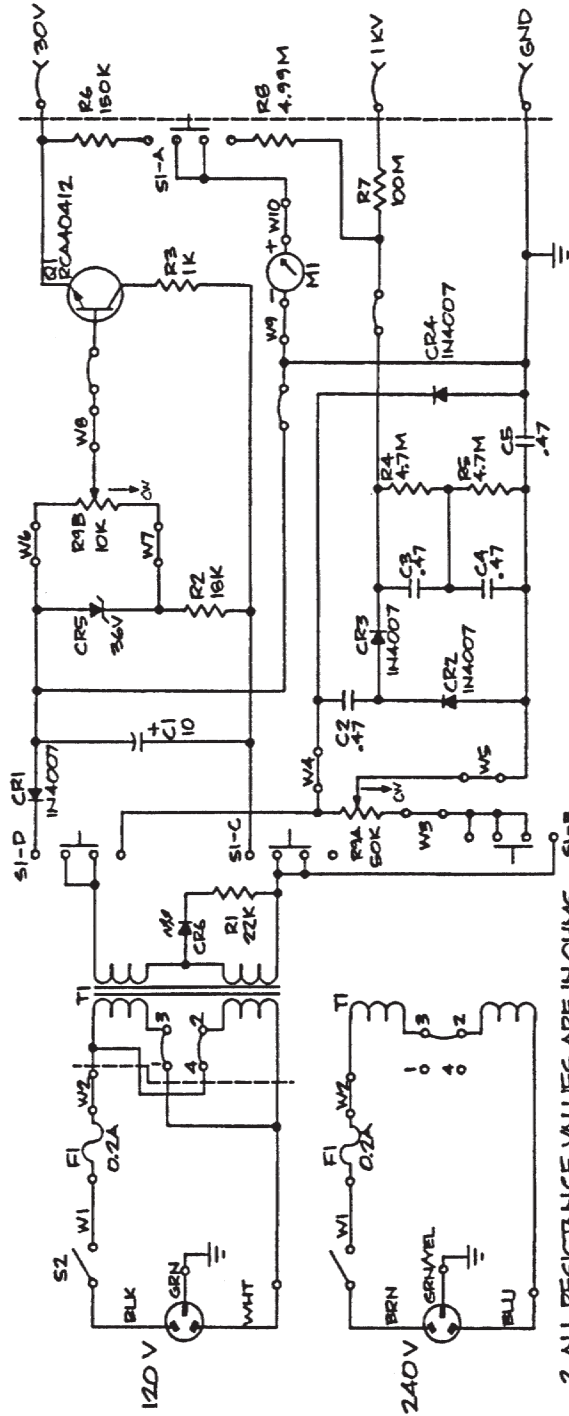 30V
Q1
RCA40412
R6
150K
S1-A
R8
4.99M
1KV
GND
R3
1K
W10
+
M1
-
W9
R7
100M
W8
W6
R9B
10K
CW
W7
CR5
36V
R2
18K
CR4
1N4007
R4
4.7M
R5
4.7M
C5
.47
C3
.47
C4
.47
CR3
1N4007
CR2
1N4007
C2
.47
W4
W5
CR1
1N4007
+
C1
10
S1-D
S1-C
R9A
50K
CW
W3
T1
CR6
R1
22K
1
3
4
2
W2
F1
0.2A
W1
S2
BLK
GRN
WHT
120V
T1
1
3
4
2
W2
F1
0.2A
W1
BRN
GRN/YEL
BLU
240V
2. ALL RESISTANCE VALUES ARE IN OHMS